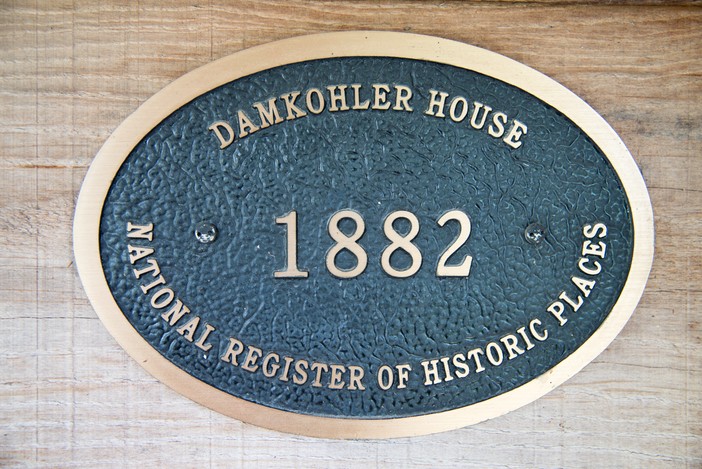 DAMKOHLER HOUSE
1882
NATIONAL REGISTER OF HISTORIC PLACES